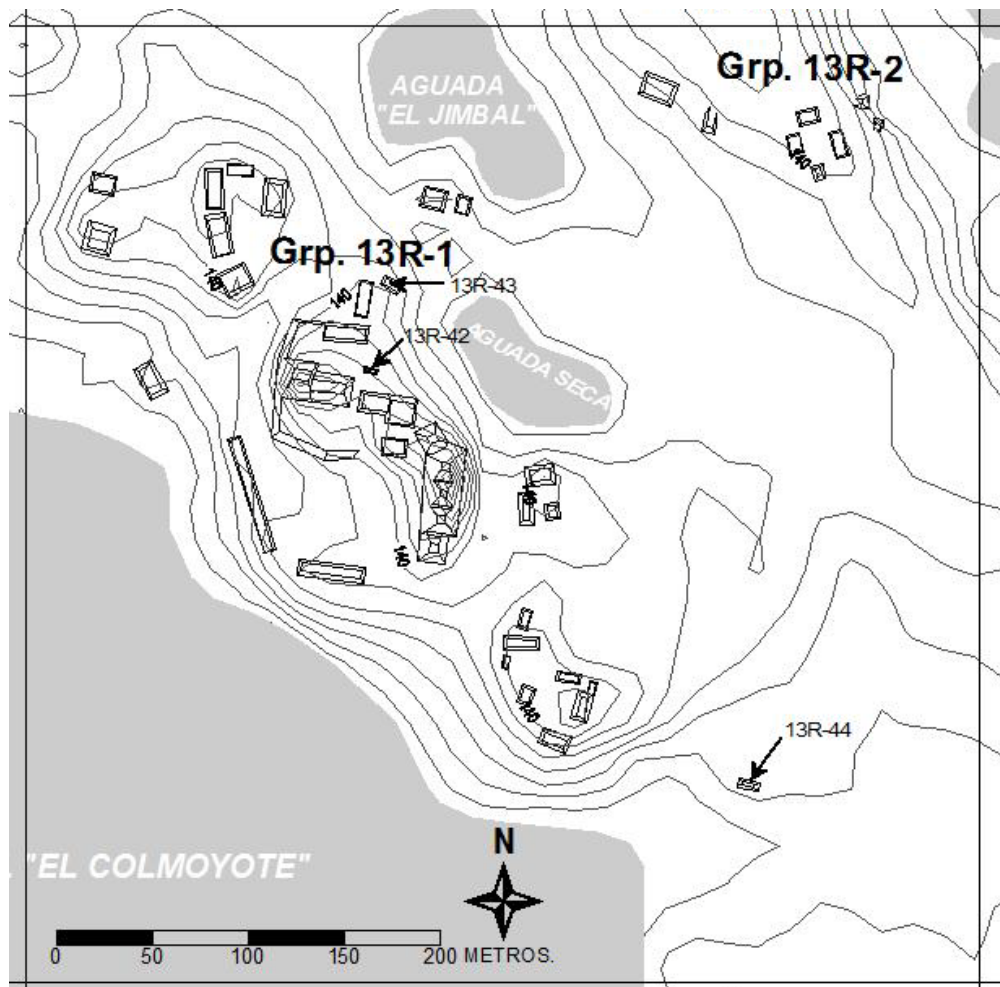 Grp. 13R-2
AGUADA
"EL JIMBAL"
140
Grp. 13R-1
13R-43
140
13R-42
AGUADA SECA
140
140
13R-44
"EL COLMOYOTE"
N
0 50 100 150 200 METROS.